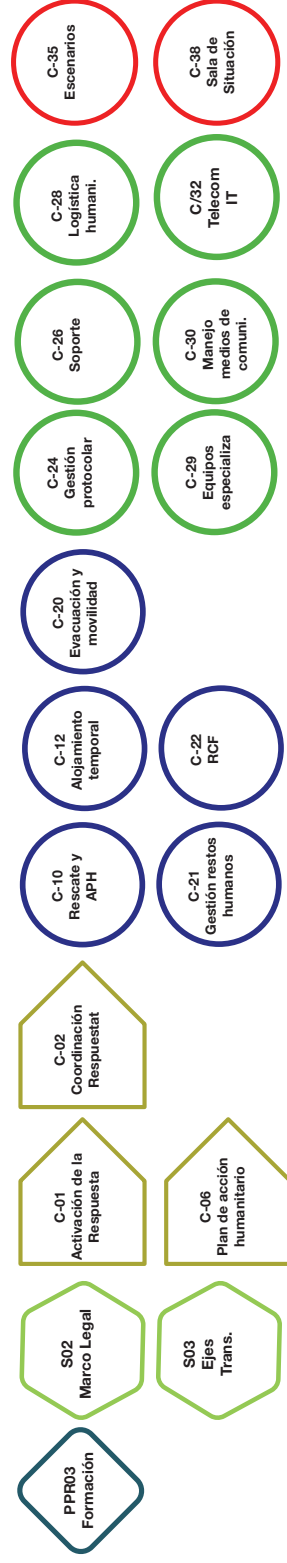 PPR03
Formación
S02
Marco Legal
S03
Ejes
Trans.
C-01
Activación de la
Respuesta
C-06
Plan de acción
humanitario
C-02
Coordinación
Respuestat
C-10
Rescate y
APH
C-21
Gestión restos
humanos
C-12
Alojamiento
temporal
C-22
RCF
C-20
Evacuación y
movilidad
C-24
Gestión
protocolar
C-29
Equipos
especializa
C-26
Soporte
C-30
Manejo
medios de
comuni.
C-28
Logística
humani.
C/32
Telecom
IT
C-35
Escenarios
C-38
Sala de
Situación